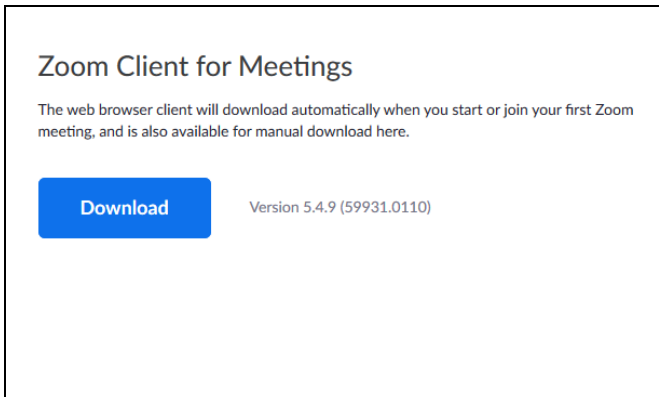 Zoom Client for Meetings
The web browser client will download automatically when you start or join your first Zoom
meeting, and is also available for manual download here.
Download
Version 5.4.9 (59931.0110)